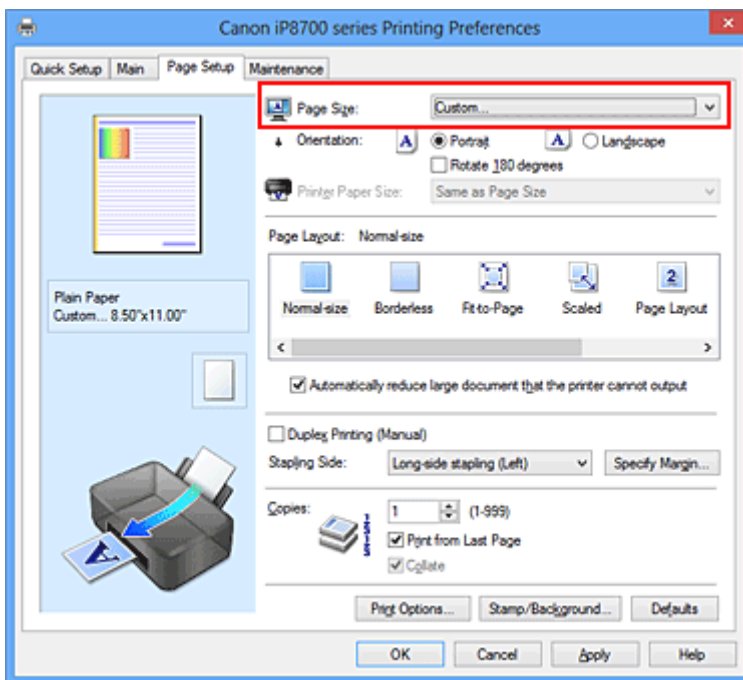 Canon iP8700 series Printing Preferences
Quick Setup Main Page Setup Maintenance
Page Size: Custom...
Orientation: A Portrait A Landscape
Rotate 180 degrees
Printer Paper Size: Same as Page Size
Page Layout: Normal-size
2
Normal-size Borderless Fit-to-Page Scaled Page Layout
Plain Paper
Custom... 8.50"x11.00"
Automatically reduce large document that the printer cannot output
Duplex Printing (Manual)
Stapling Side: Long-side stapling (Left) Specify Margin...
Copies: 1 (1-999)
Print from Last Page
Collate
A
Print Options... Stamp/Background... Defaults
OK Cancel Apply Help